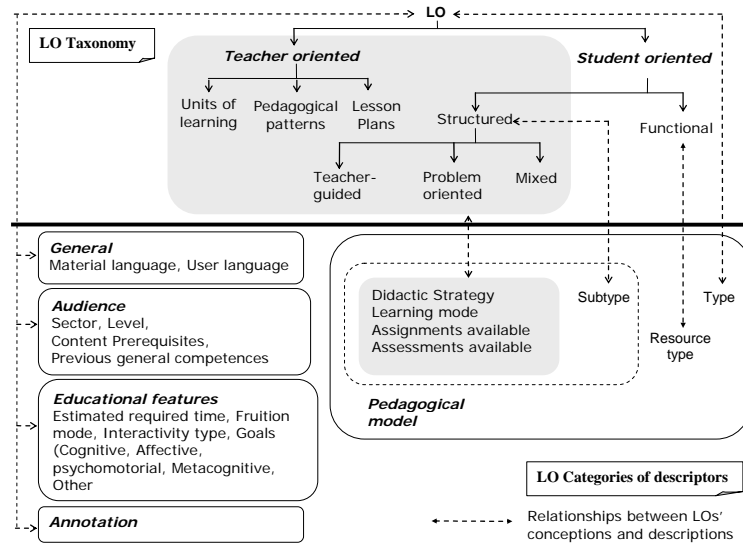 LO
LO Taxonomy
Teacher oriented
Student oriented
Units of
learning
Pedagogical
patterns
Lesson
Plans
Structured
Functional
Teacher-
guided
Problem
oriented
Mixed
General
Material language, User language
Audience
Sector, Level,
Content Prerequisites,
Previous general competences
Educational features
Estimated required time, Fruition
mode, Interactivity type, Goals
(Cognitive, Affective,
psychomotorial, Metacognitive,
Other
Annotation
Didactic Strategy
Learning mode
Assignments available
Assessments available
Subtype
Type
Resource
type
Pedagogical
model
LO Categories of descriptors
Relationships between LOs'
conceptions and descriptions